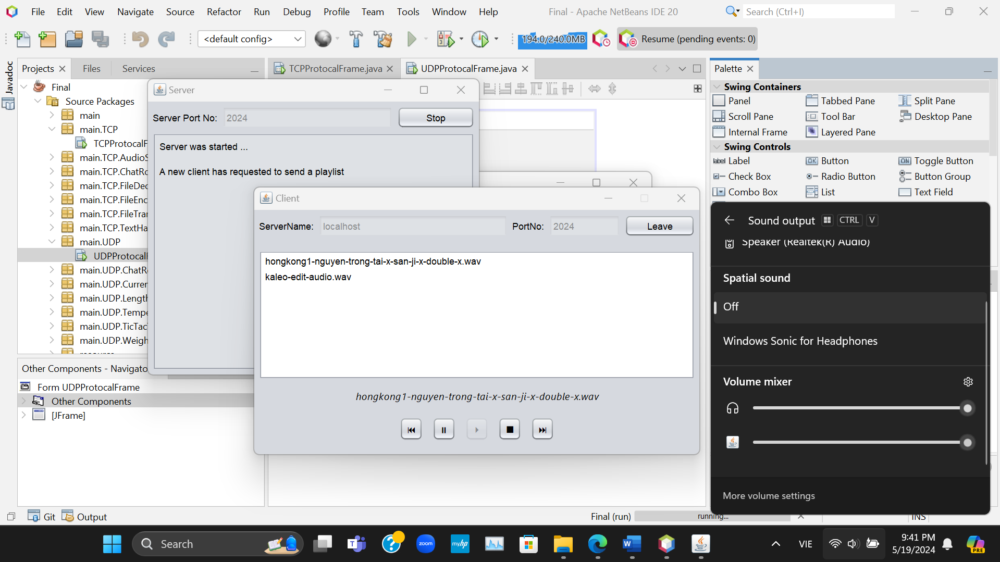 File Edit View Navigate Source Refactor Run Debug Profile Team Tools Window Help
Final - Apache NetBeans IDE 20
Search (Ctrl+I)
<default config>
194.0/240.0MB
Resume (pending events: 0)
Javadoc
Projects
Files
Services
TCPProtocalFrame.java
UDPProtocalFrame.java
Palette
Final
Source Packages
main
main.TCP
TCPProtocalF
main.TCP.AudioS
main.TCP.ChatRo
main.TCP.FileDec
main.TCP.FileEnc
main.TCP.FileTran
main.TCP.TextHa
main.UDP
UDPProtocalF
main.UDP.ChatRo
main.UDP.Curren
main.UDP.Length
main.UDP.Tempe
main.UDP.TicTacT
main.UDP.Weigh
Other Components - Navigato
Form UDPProtocalFrame
Other Components
[JFrame]
Server
Server Port No: 2024 Stop
Server was started ...
A new client has requested to send a playlist
Client
ServerName: localhost PortNo: 2024 Leave
hongkong1-nguyen-trong-tai-x-san-ji-x-double-x.wav
kaleo-edit-audio.wav
hongkong1-nguyen-trong-tai-x-san-ji-x-double-x.wav
Swing Containers
Panel Tabbed Pane Split Pane
Scroll Pane Tool Bar Desktop Pane
Internal Frame Layered Pane
Swing Controls
label Label OK Button ON Toggle Button
Check Box Radio Button Button Group
Combo Box List Text Field
Sound output CTRL V
Speaker (Realtek(R) Audio)
Spatial sound
Off
Windows Sonic for Headphones
Volume mixer
More volume settings
Git Output
Final (run) running... INS
Search
zoom
myhp
VIE
9:41 PM
5/19/2024
PRE